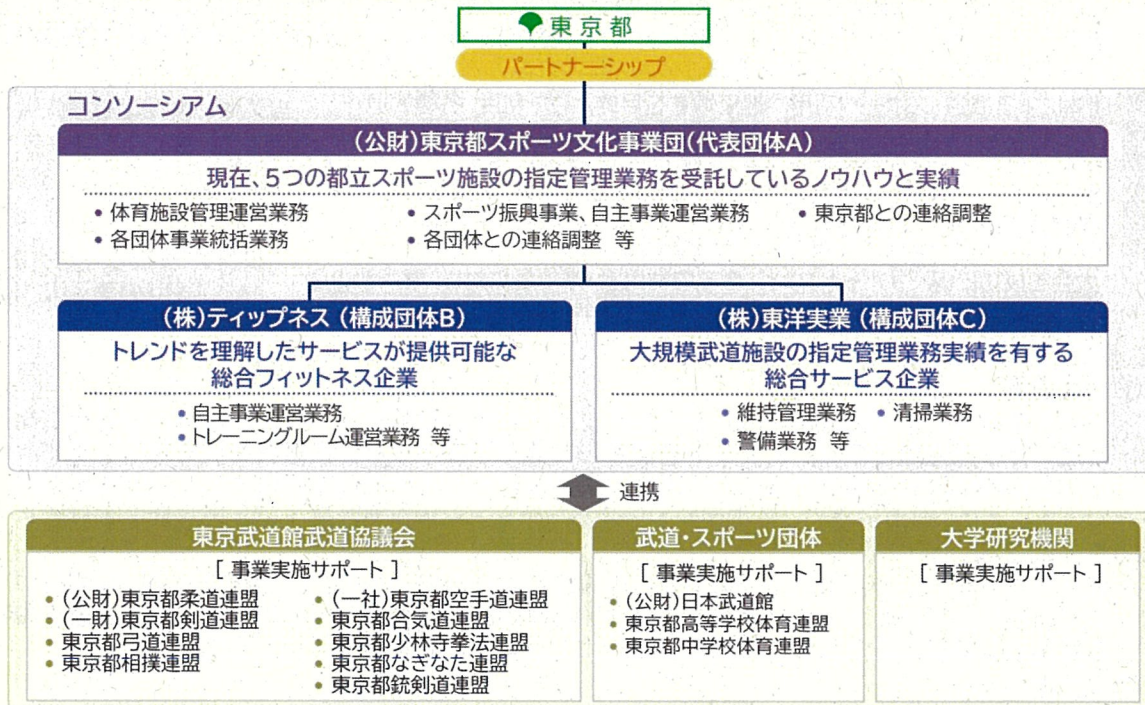 東京都
パートナーシップ
コンソーシアム
(公財)東京都スポーツ文化事業団(代表団体A)
現在、5つの都立スポーツ施設の指定管理業務を受託しているノウハウと実績
• 体育施設管理運営業務
• スポーツ振興事業、自主事業運営業務
• 東京都との連絡調整
• 各団体事業統括業務
• 各団体との連絡調整 等
(株)ティップネス (構成団体B)
トレンドを理解したサービスが提供可能な
総合フィットネス企業
• 自主事業運営業務
• トレーニングルーム運営業務 等
(株)東洋実業 (構成団体C)
大規模武道施設の指定管理業務実績を有する
総合サービス企業
• 維持管理業務 • 清掃業務
• 警備業務 等
連携
東京武道館武道協議会
[ 事業実施サポート ]
• (公財)東京都柔道連盟
• (一財)東京都剣道連盟
• 東京都弓道連盟
• 東京都相撲連盟
• (一社)東京都空手道連盟
• 東京都合気道連盟
• 東京都少林寺拳法連盟
• 東京都なぎなた連盟
• 東京都銃剣道連盟
武道・スポーツ団体
[ 事業実施サポート ]
• (公財)日本武道館
• 東京都高等学校体育連盟
• 東京都中学校体育連盟
大学研究機関
[ 事業実施サポート ]